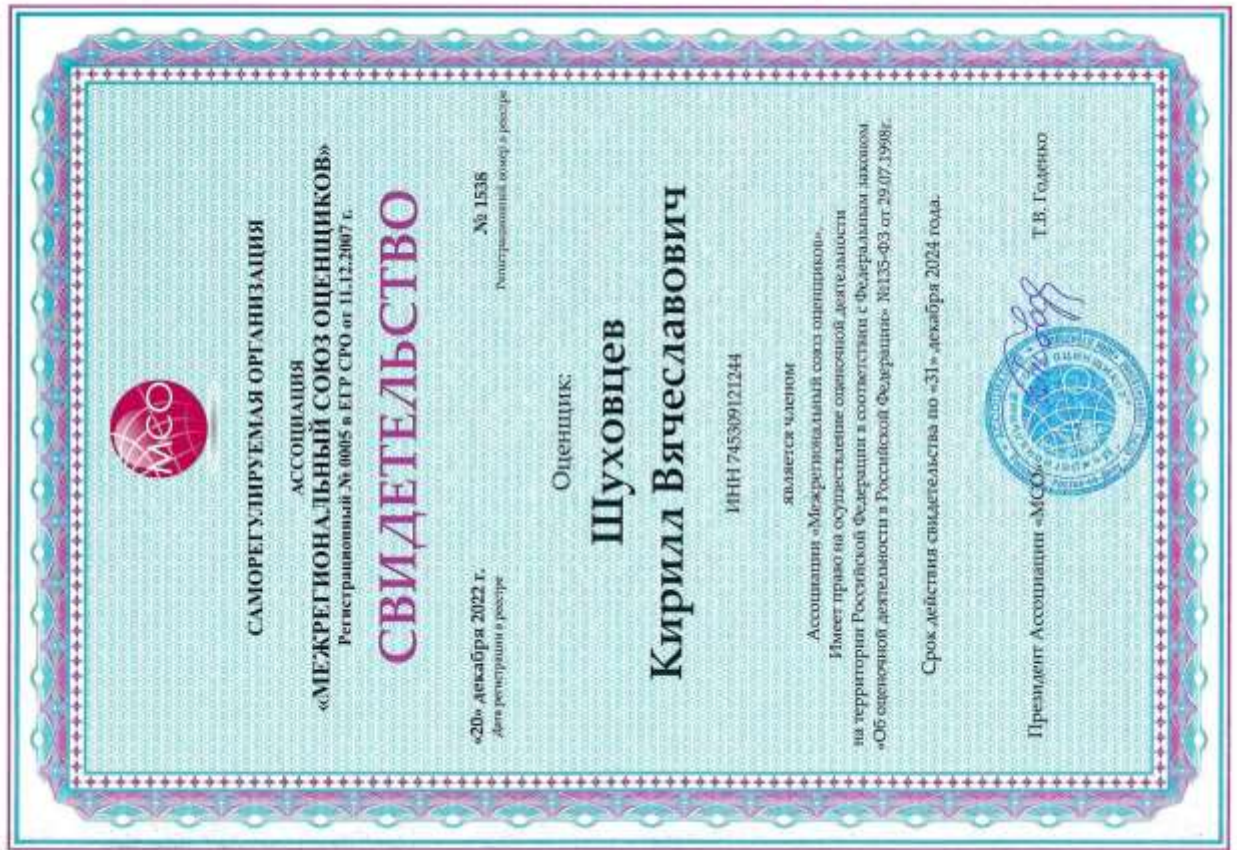 МСО
САМОРЕГУЛИРУЕМАЯ ОРГАНИЗАЦИЯ
АССОЦИАЦИЯ
«МЕЖРЕГИОНАЛЬНЫЙ СОЮЗ ОЦЕНЩИКОВ»
Регистрационный № 0005 в ЕГР СРО от 11.12.2007 г.
СВИДЕТЕЛЬСТВО
«20» декабря 2022 г. № 1538
Дата регистрации в реестре Регистрационный номер в реестре
Оценщик:
Шуховцев
Кирилл Вячеславович
ИНН 745309121244
является членом
Ассоциации «Межрегиональный союз оценщиков».
Имеет право на осуществление оценочной деятельности
на территории Российской Федерации в соответствии с Федеральным законом
«Об оценочной деятельности в Российской Федерации» №135-ФЗ от 29.07.1998г.
Срок действия свидетельства по «31» декабря 2024 года.
Президент Ассоциации «МСО» Т.В. Годенко